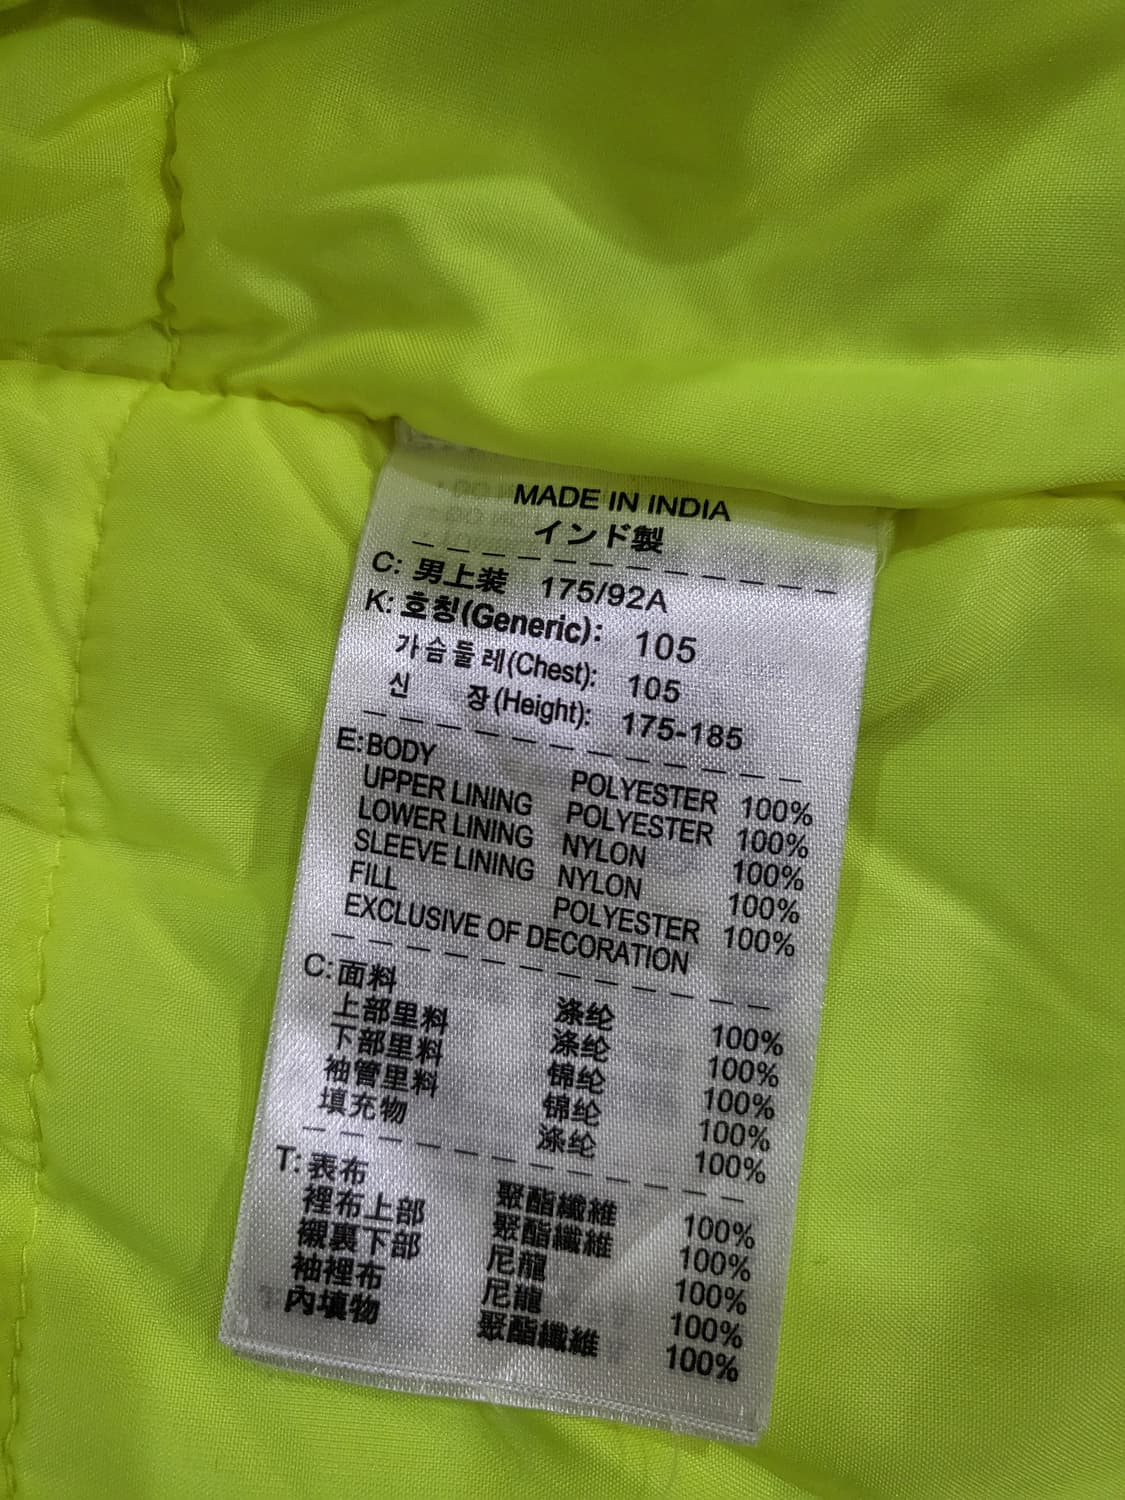 MADE IN INDIA
インド製
C: 男上装 175/92A
K: 호칭(Generic): 105
가슴둘레(Chest): 105
신 장(Height): 175-185
E:BODY POLYESTER 100%
UPPER LINING POLYESTER 100%
LOWER LINING NYLON 100%
SLEEVE LINING NYLON 100%
FILL POLYESTER 100%
EXCLUSIVE OF DECORATION
C:面料 涤纶 100%
上部里料 涤纶 100%
下部里料 锦纶 100%
袖管里料 锦纶 100%
填充物 涤纶 100%
T:表布 聚酯纖維 100%
裡布上部 聚酯纖維 100%
襯裏下部 尼龍 100%
袖裡布 尼龍 100%
內填物 聚酯纖維 100%